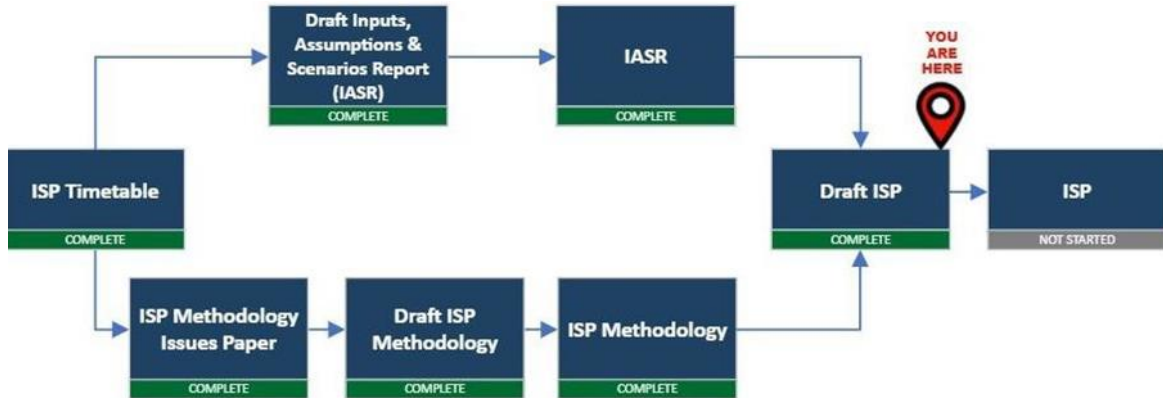 Draft Inputs,
Assumptions &
Scenarios Report
(IASR)
COMPLETE
IASR
COMPLETE
YOU
ARE
HERE
ISP Timetable
COMPLETE
Draft ISP
COMPLETE
ISP
NOT STARTED
ISP Methodology
Issues Paper
COMPLETE
Draft ISP
Methodology
COMPLETE
ISP Methodology
COMPLETE